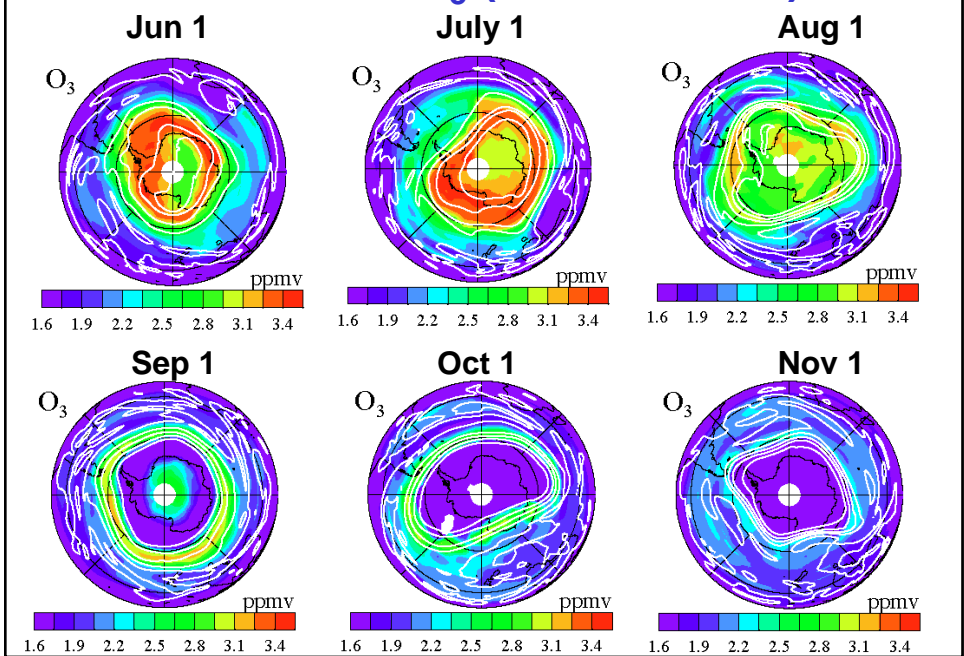 Jun 1 July 1 Aug 1
O3 O3 O3
ppmv ppmv ppmv
1.6 1.9 2.2 2.5 2.8 3.1 3.4 1.6 1.9 2.2 2.5 2.8 3.1 3.4 1.6 1.9 2.2 2.5 2.8 3.1 3.4
Sep 1 Oct 1 Nov 1
O3 O3 O3
ppmv ppmv ppmv
1.6 1.9 2.2 2.5 2.8 3.1 3.4 1.6 1.9 2.2 2.5 2.8 3.1 3.4 1.6 1.9 2.2 2.5 2.8 3.1 3.4